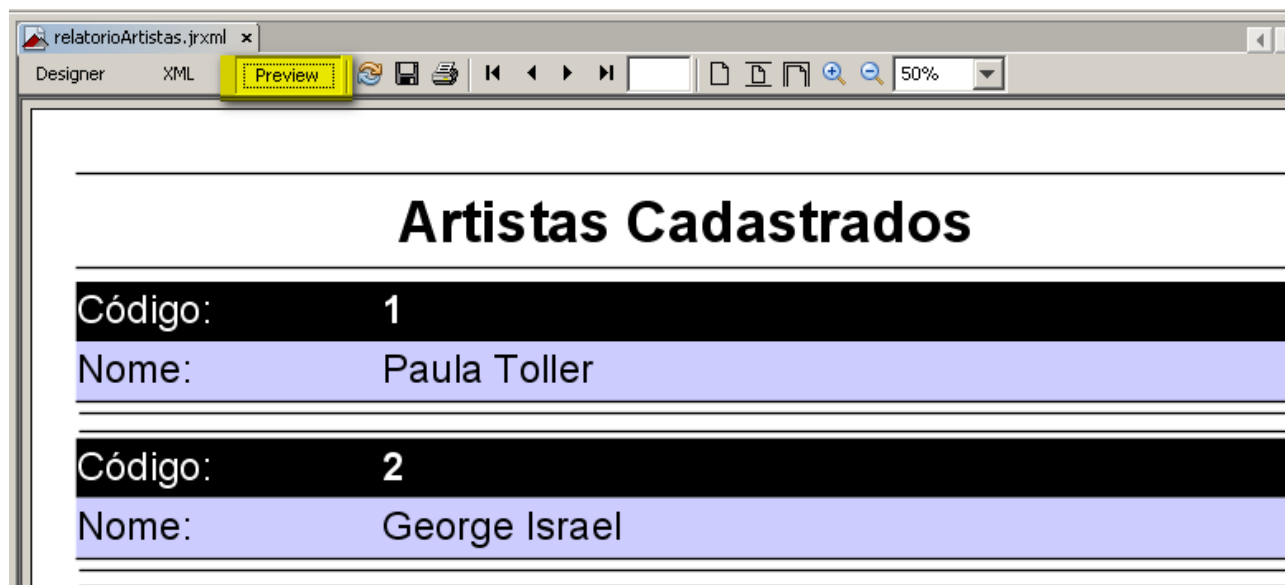 relatorioArtistas.jrxml x
Designer XML Preview 50%
Artistas Cadastrados
Código: 1
Nome: Paula Toller
Código: 2
Nome: George Israel